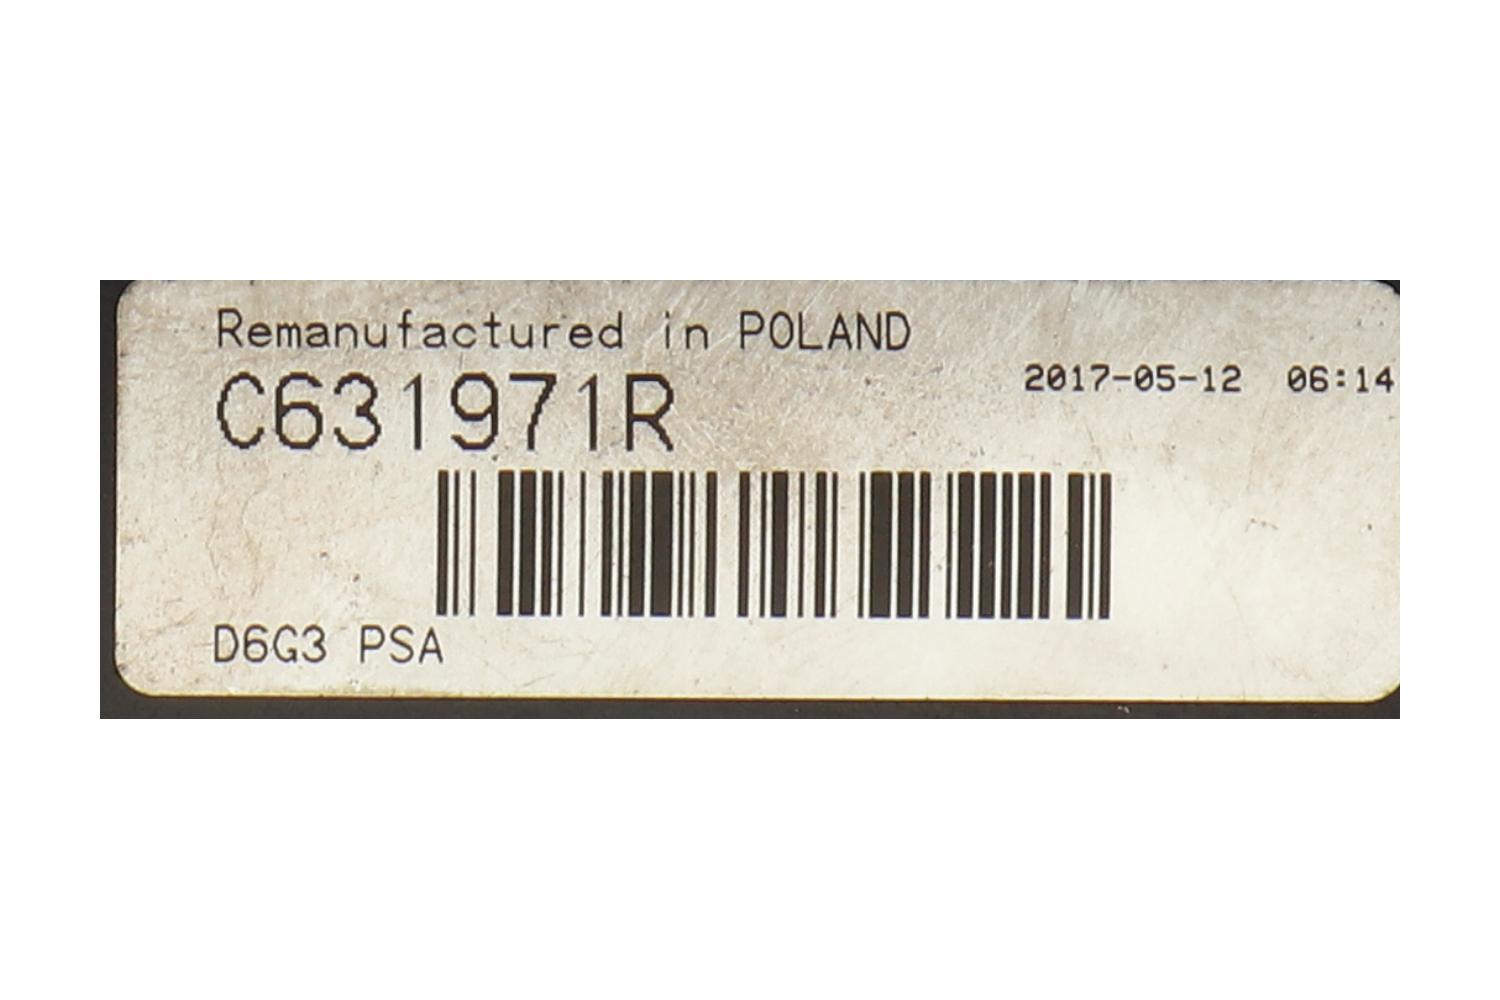 Remanufactured in POLAND
C631971R
2017-05-12 06:14
D6G3 PSA